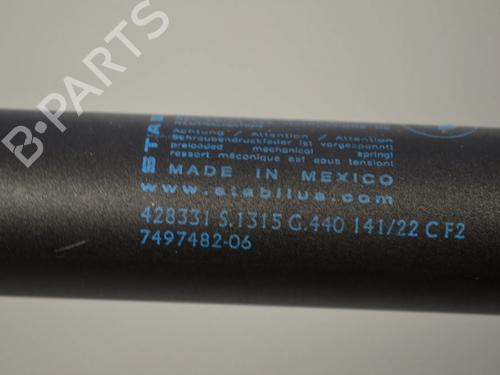 B-PARTS
STAB
Achtung / Attention / Attention
Schraubendruckfeder ist vorgespannt!
preloaded mechanical spring!
ressort mécanique est sous tension!
MADE IN MEXICO
www.stabilus.com
428331 S.1315 G.440 141/22 C F2
7497482-06